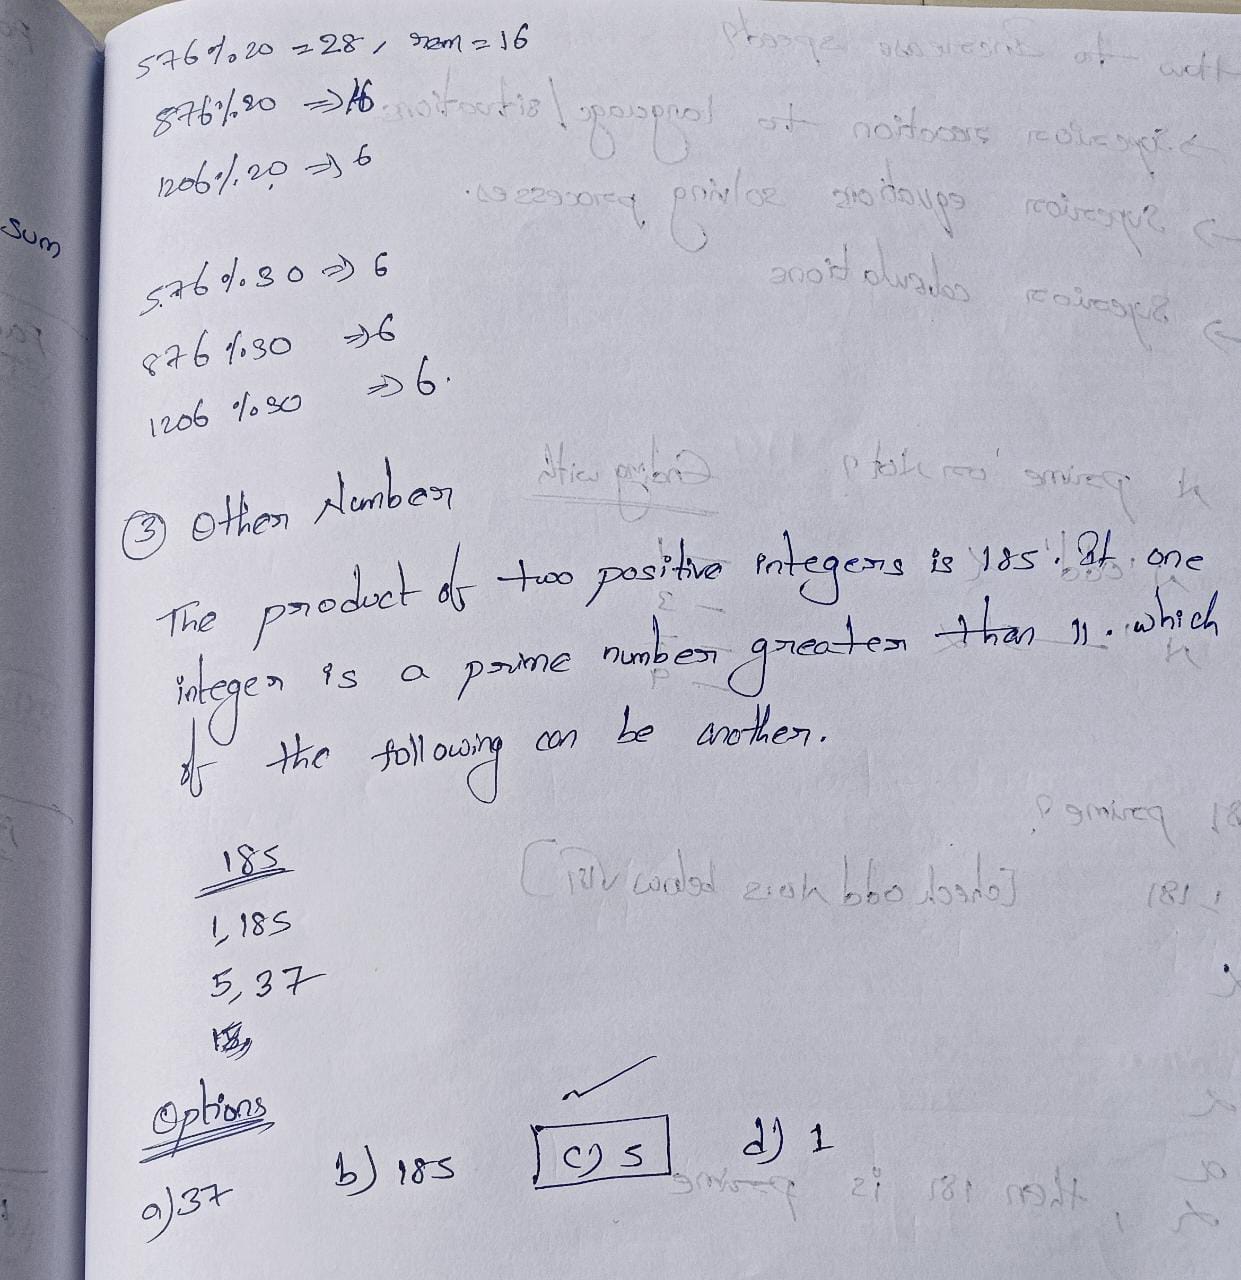 576 % 20 = 28, rem = 16
876 % 20 ⇒ 16
1206 % 20 ⇒ 6
Sum
576 % 30 ⇒ 6
876 % 30 ⇒ 6
1206 % 30 ⇒ 6.
③ Other Number
The product of two positive integers is 185. If one
integer is a prime number greater than 11. which
of the following can be another.
185
1, 185
5, 37
Options
a) 37 b) 185 c) 5 d) 1